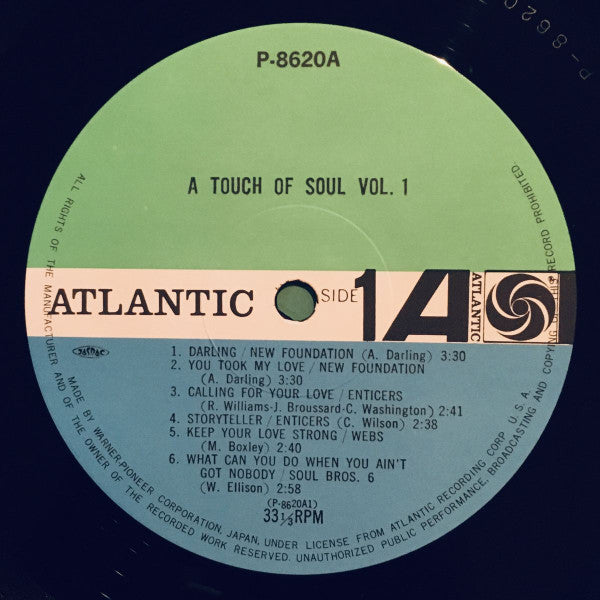 P-8620
P-8620A
A TOUCH OF SOUL VOL. 1
ATLANTIC
SIDE 1A
ATLANTIC
JASRAC
1. DARLING / NEW FOUNDATION (A. Darling) 3:30
2. YOU TOOK MY LOVE / NEW FOUNDATION
(A. Darling) 3:30
3. CALLING FOR YOUR LOVE / ENTICERS
(R. Williams-J. Broussard-C. Washington) 2:41
4. STORYTELLER / ENTICERS (C. Wilson) 2:38
5. KEEP YOUR LOVE STRONG / WEBS
(M. Boxley) 2:40
6. WHAT CAN YOU DO WHEN YOU AIN'T
GOT NOBODY / SOUL BROS. 6
(W. Ellison) 2:58
(P-8620A1)
33 1/3 RPM
ALL RIGHTS OF THE MANUFACTURER AND OF THE OWNER OF THE RECORDED WORK RESERVED. UNAUTHORIZED PUBLIC PERFORMANCE, BROADCASTING AND COPYING OF THIS RECORD PROHIBITED.
MADE BY WARNER-PIONEER CORPORATION, JAPAN, UNDER LICENSE FROM ATLANTIC RECORDING CORP. U.S.A.